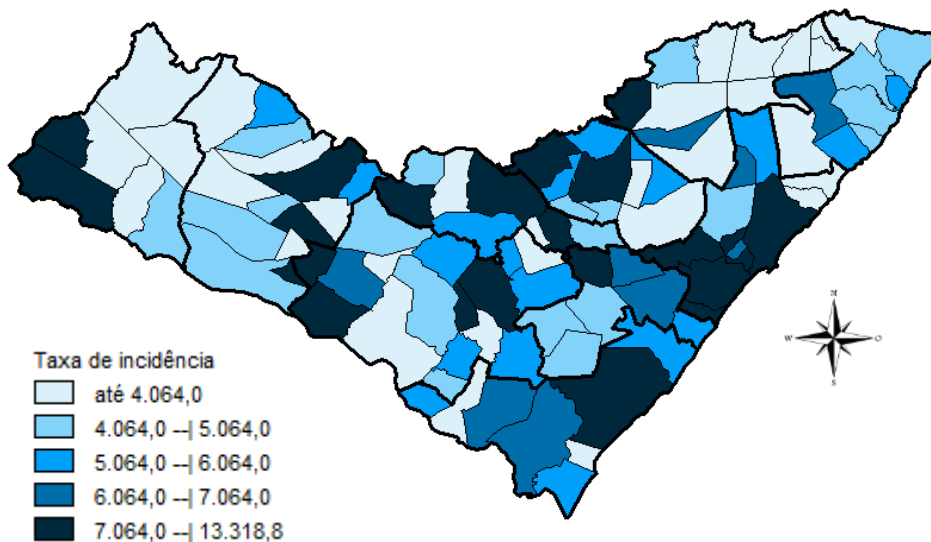 N
W
O
S
Taxa de incidência
até 4.064,0
4.064,0 --| 5.064,0
5.064,0 --| 6.064,0
6.064,0 --| 7.064,0
7.064,0 --| 13.318,8